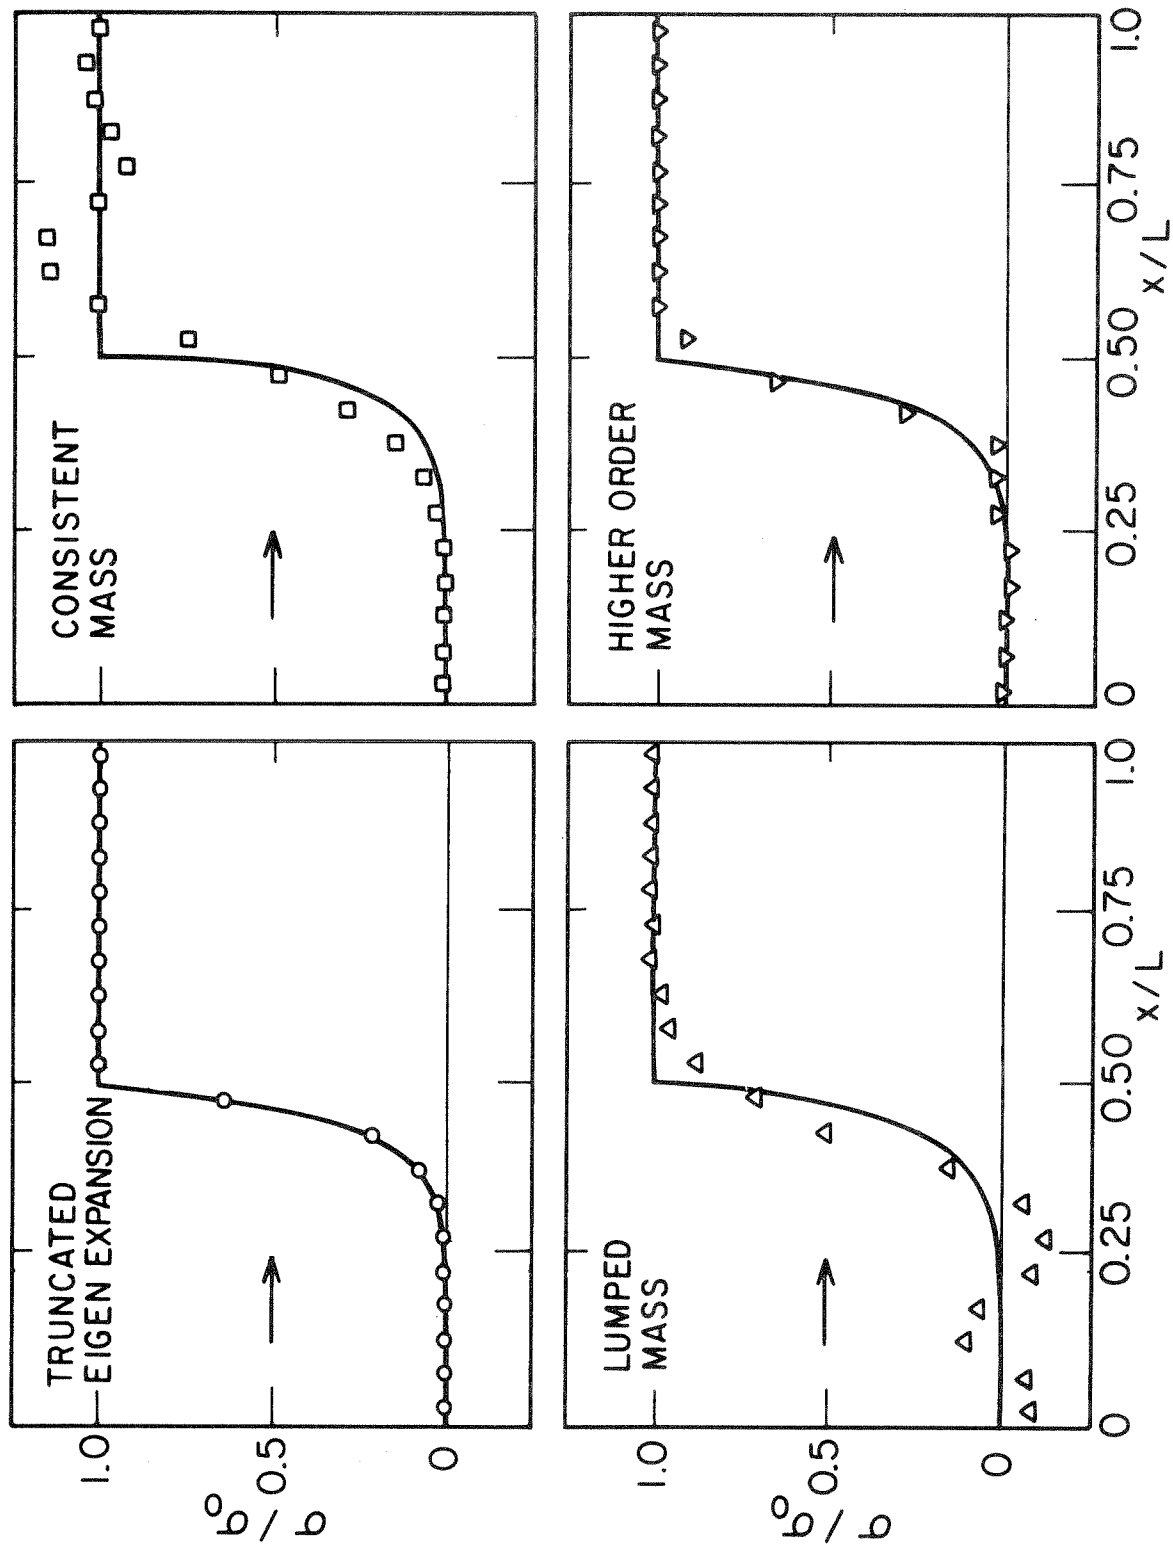 TRUNCATED
EIGEN EXPANSION
CONSISTENT
MASS
1.0
0.5
0
σ/σ₀
LUMPED
MASS
HIGHER ORDER
MASS
1.0
0.5
0
σ/σ₀
0 0.25 0.50 0.75 1.0
x/L
0 0.25 0.50 0.75 1.0
x/L